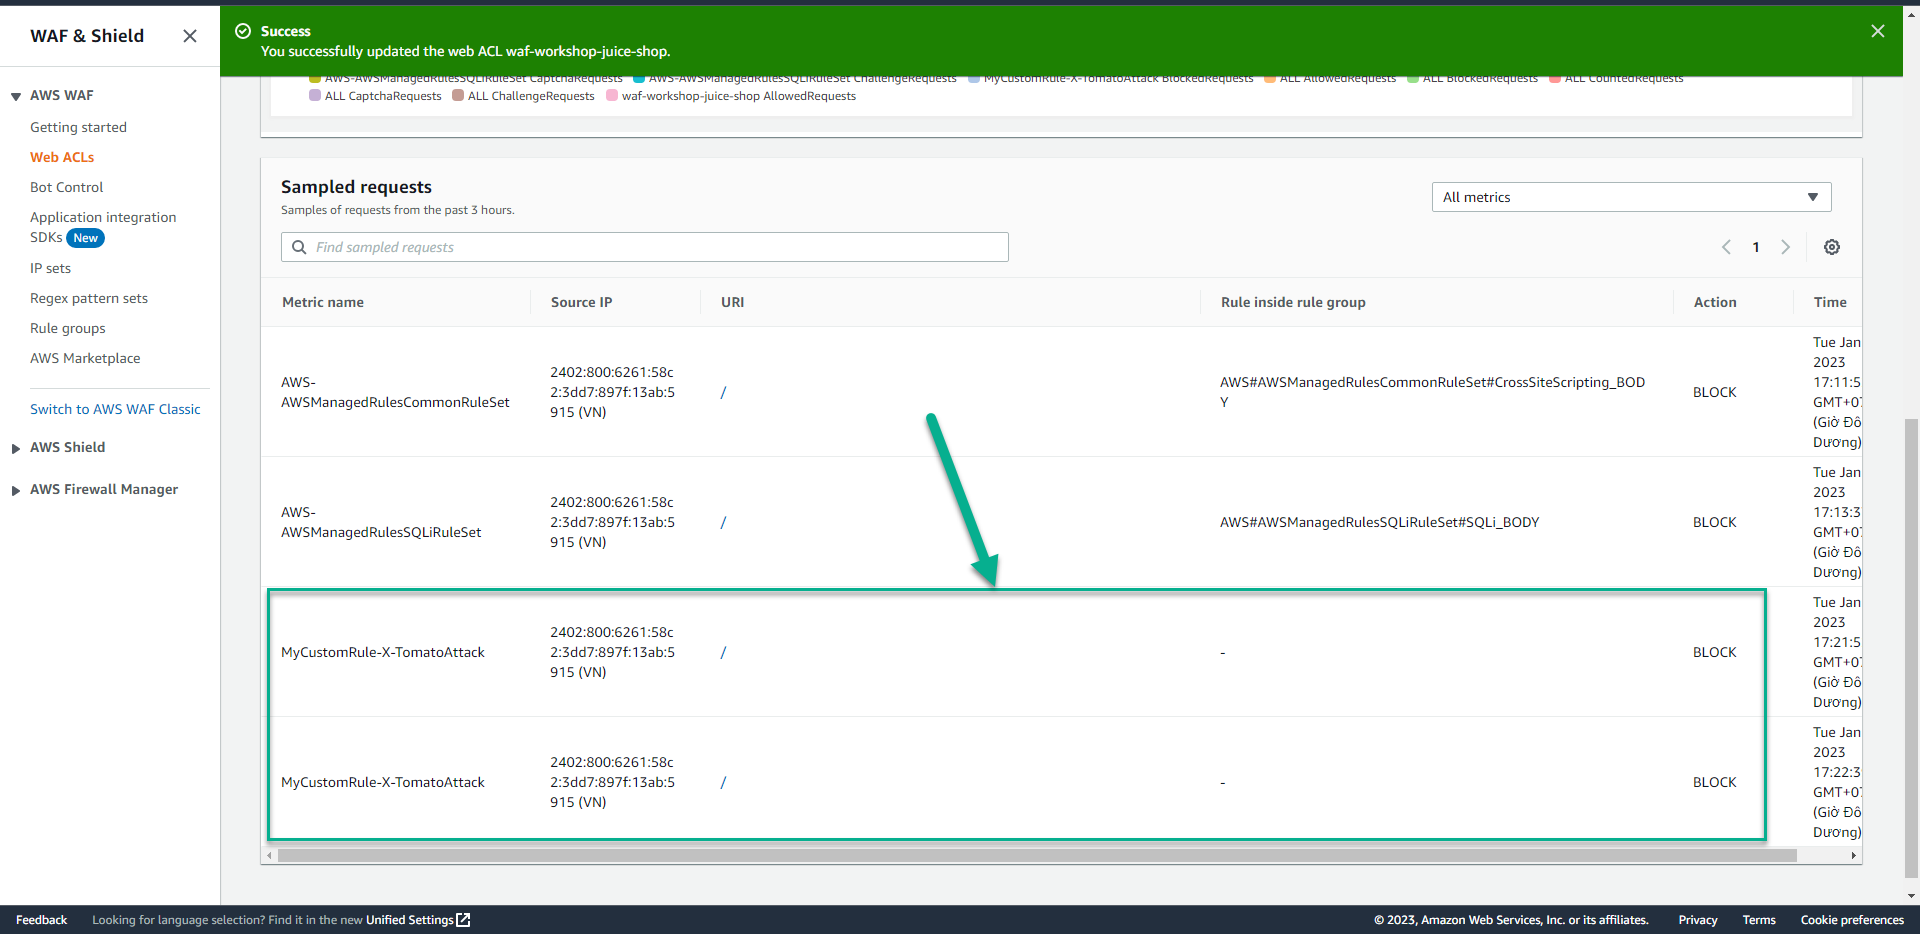 WAF & Shield
Success
You successfully updated the web ACL waf-workshop-juice-shop.
AWS WAF
Getting started
Web ACLs
Bot Control
Application integration
SDKs New
IP sets
Regex pattern sets
Rule groups
AWS Marketplace
Switch to AWS WAF Classic
AWS Shield
AWS Firewall Manager
AWS-AWSManagedRulesSQLiRuleSet CaptchaRequests AWS-AWSManagedRulesSQLiRuleSet ChallengeRequests MyCustomRule-X-TomatoAttack BlockedRequests ALL AllowedRequests ALL BlockedRequests ALL CountedRequests
ALL CaptchaRequests ALL ChallengeRequests waf-workshop-juice-shop AllowedRequests
Sampled requests
Samples of requests from the past 3 hours.
All metrics
Find sampled requests
1
Metric name Source IP URI Rule inside rule group Action Time
AWS-
AWSManagedRulesCommonRuleSet
2402:800:6261:58c
2:3dd7:897f:13ab:5
915 (VN)
/
AWS#AWSManagedRulesCommonRuleSet#CrossSiteScripting_BOD
Y
BLOCK
Tue Jan
2023
17:11:5
GMT+07
(Giờ Đô
Dương)
AWS-
AWSManagedRulesSQLiRuleSet
2402:800:6261:58c
2:3dd7:897f:13ab:5
915 (VN)
/
AWS#AWSManagedRulesSQLiRuleSet#SQLi_BODY
BLOCK
Tue Jan
2023
17:13:3
GMT+07
(Giờ Đô
Dương)
MyCustomRule-X-TomatoAttack
2402:800:6261:58c
2:3dd7:897f:13ab:5
915 (VN)
/
-
BLOCK
Tue Jan
2023
17:21:5
GMT+07
(Giờ Đô
Dương)
MyCustomRule-X-TomatoAttack
2402:800:6261:58c
2:3dd7:897f:13ab:5
915 (VN)
/
-
BLOCK
Tue Jan
2023
17:22:3
GMT+07
(Giờ Đô
Dương)
Feedback Looking for language selection? Find it in the new Unified Settings © 2023, Amazon Web Services, Inc. or its affiliates. Privacy Terms Cookie preferences